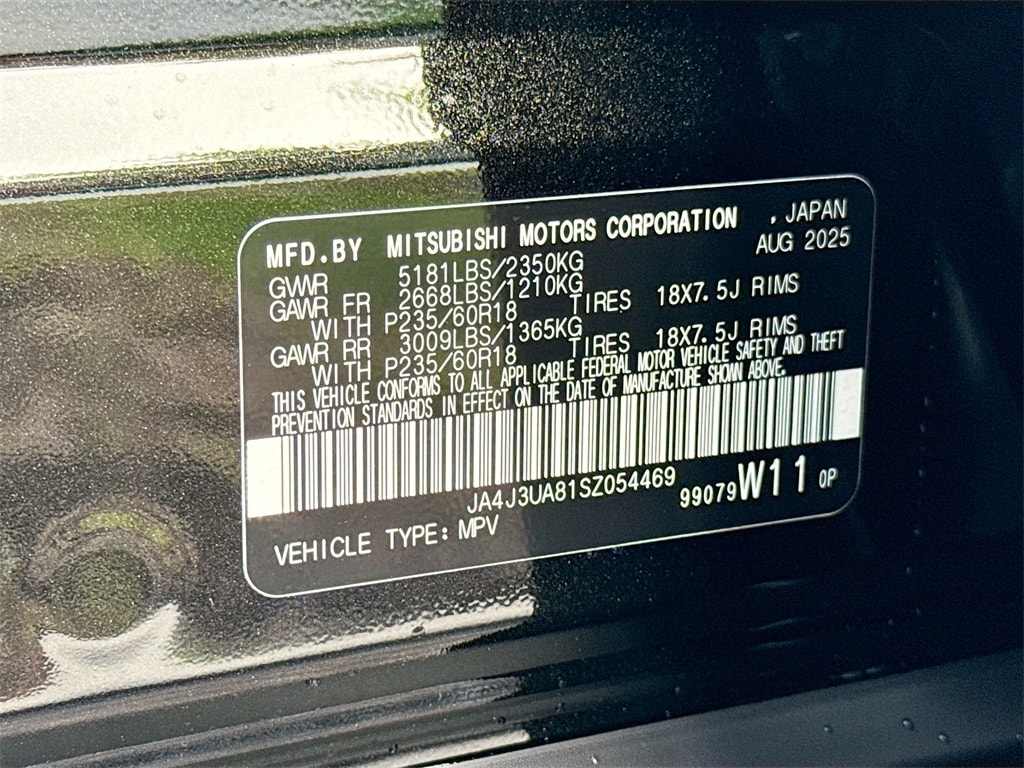 MFD.BY MITSUBISHI MOTORS CORPORATION , JAPAN
AUG 2025
GVWR 5181LBS/2350KG
GAWR FR 2668LBS/1210KG
WITH P235/60R18 TIRES 18X7.5J RIMS
GAWR RR 3009LBS/1365KG
WITH P235/60R18 TIRES 18X7.5J RIMS
THIS VEHICLE CONFORMS TO ALL APPLICABLE FEDERAL MOTOR VEHICLE SAFETY AND THEFT
PREVENTION STANDARDS IN EFFECT ON THE DATE OF MANUFACTURE SHOWN ABOVE.
JA4J3UA81SZ054469 99079W11 0P
VEHICLE TYPE: MPV